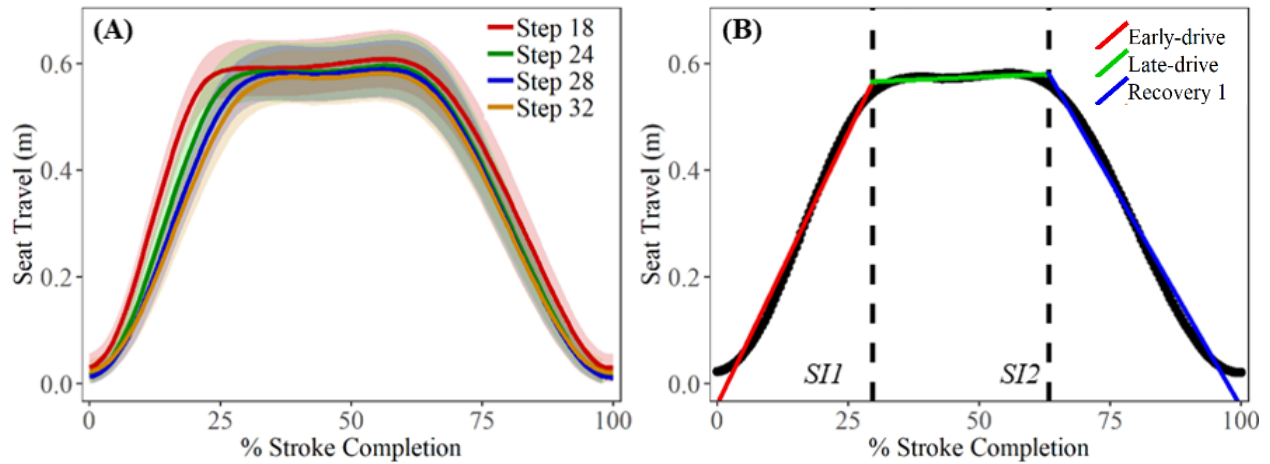 (A)
Step 18
Step 24
Step 28
Step 32
Seat Travel (m)
0.6
0.4
0.2
0.0
0
25
50
75
100
% Stroke Completion
(B)
Early-drive
Late-drive
Recovery 1
Seat Travel (m)
0.6
0.4
0.2
0.0
SI1
SI2
0
25
50
75
100
% Stroke Completion